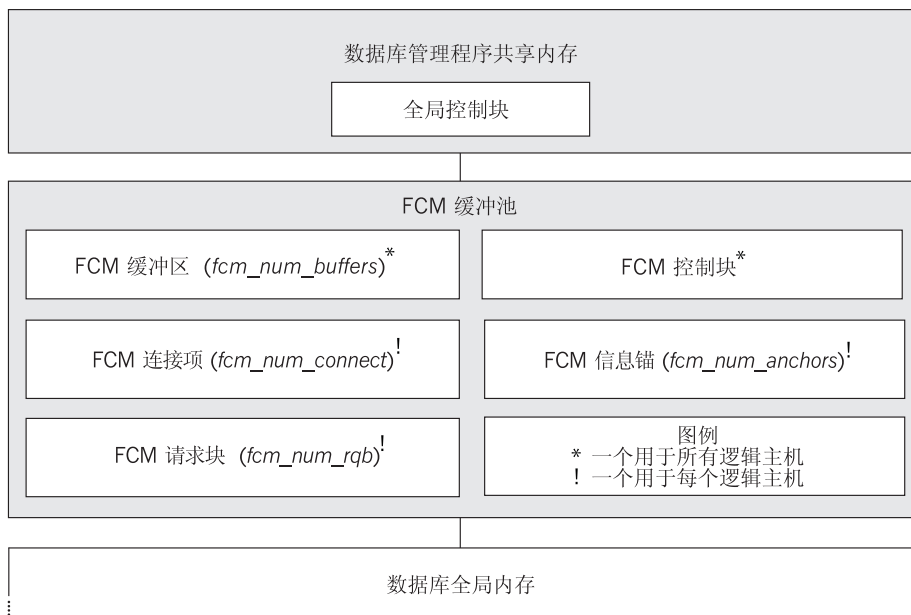 数据库管理程序共享内存
全局控制块
FCM 缓冲池
FCM 缓冲区 (fcm_num_buffers)*
FCM 控制块*
FCM 连接项 (fcm_num_connect)!
FCM 信息锚 (fcm_num_anchors)!
FCM 请求块 (fcm_num_rqb)!
图例
* 一个用于所有逻辑主机
! 一个用于每个逻辑主机
数据库全局内存